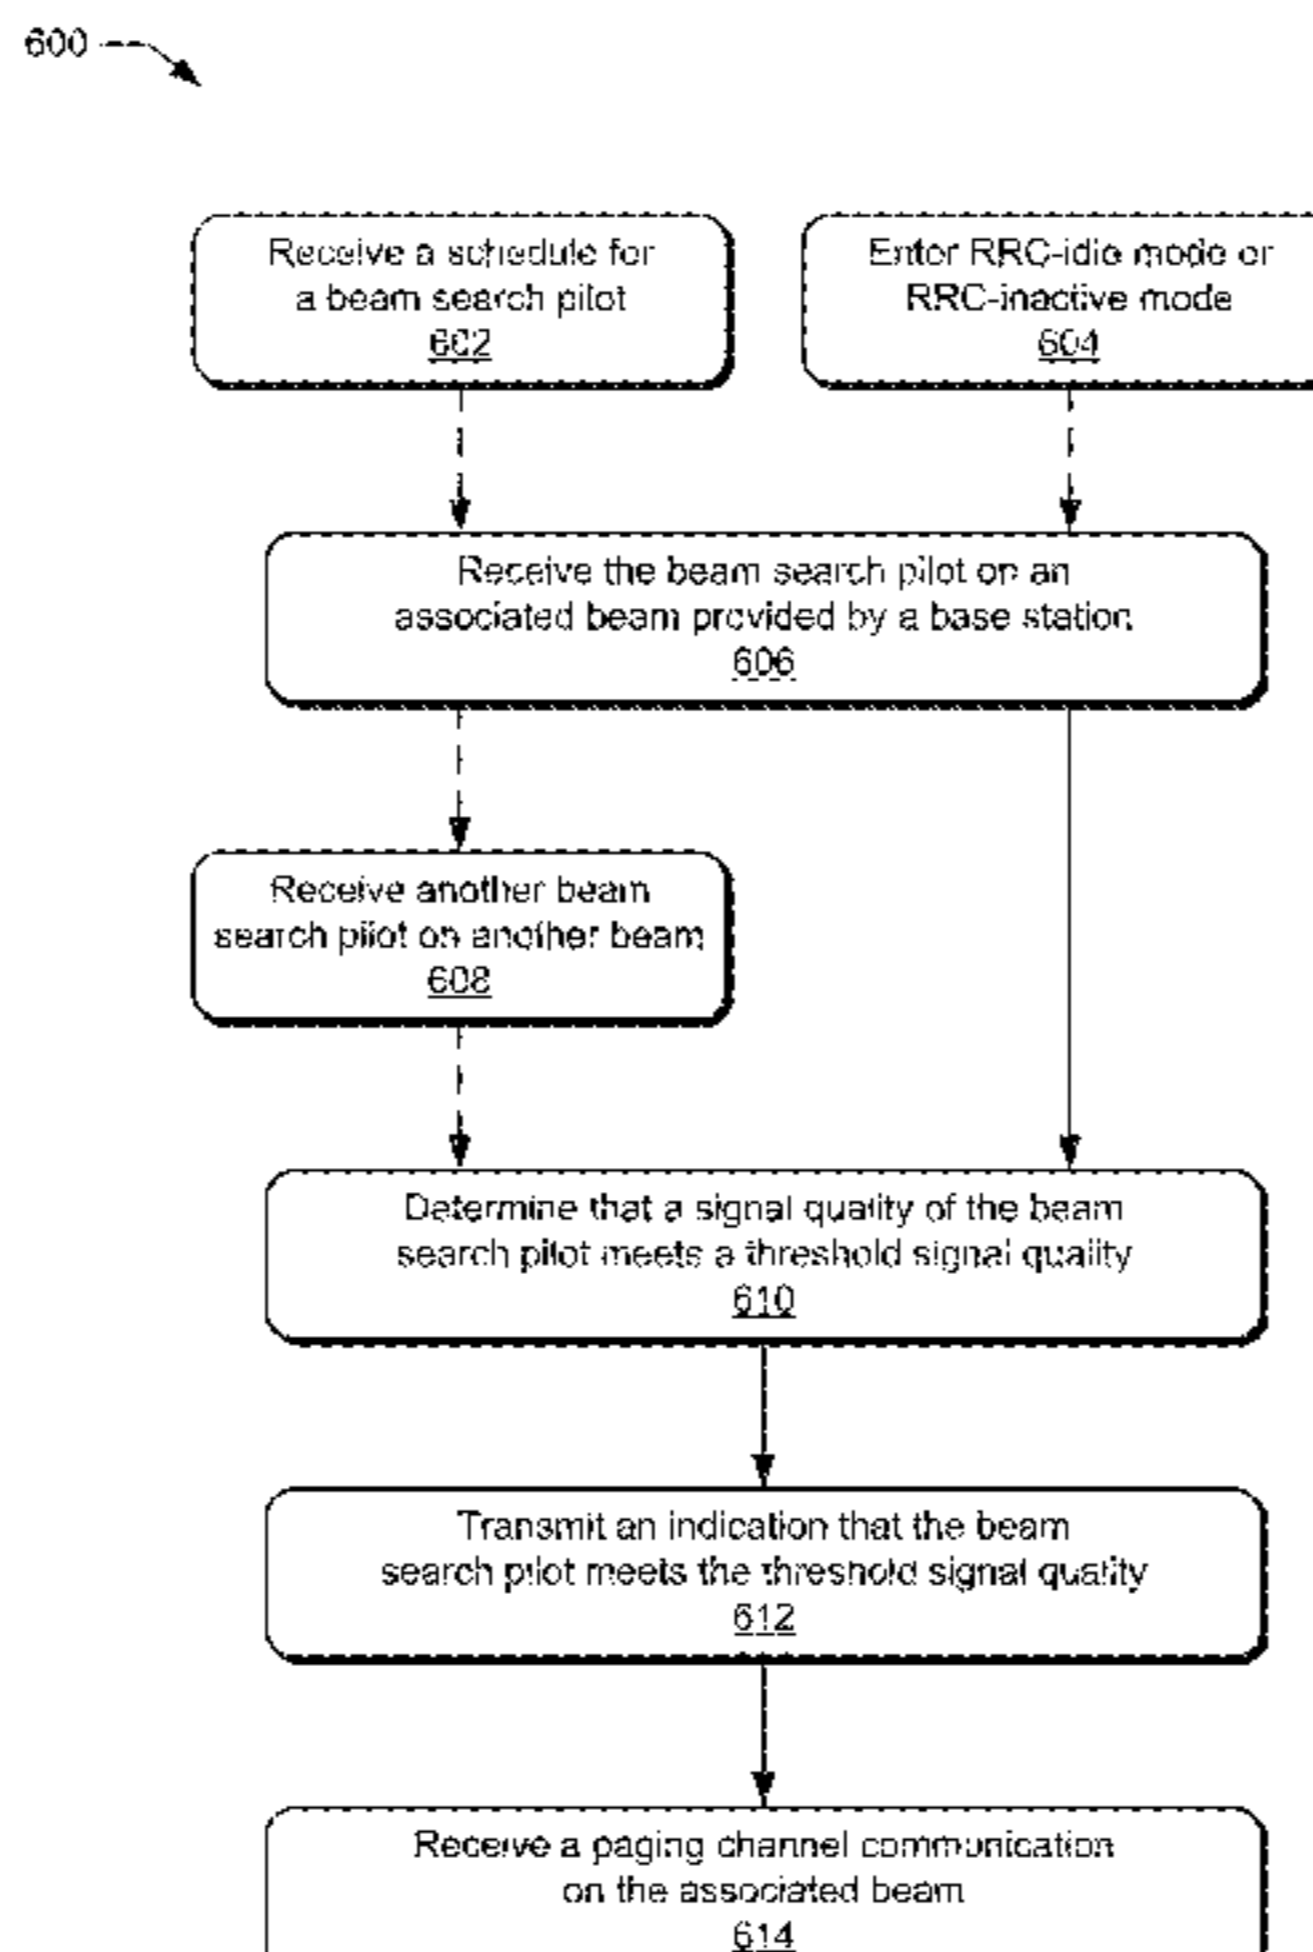 600
Receive a schedule for
a beam search pilot
602
Enter RRC-idle mode or
RRC-inactive mode
604
Receive the beam search pilot on an
associated beam provided by a base station
606
Receive another beam
search pilot on another beam
608
Determine that a signal quality of the beam
search pilot meets a threshold signal quality
610
Transmit an indication that the beam
search pilot meets the threshold signal quality
612
Receive a paging channel communication
on the associated beam
614